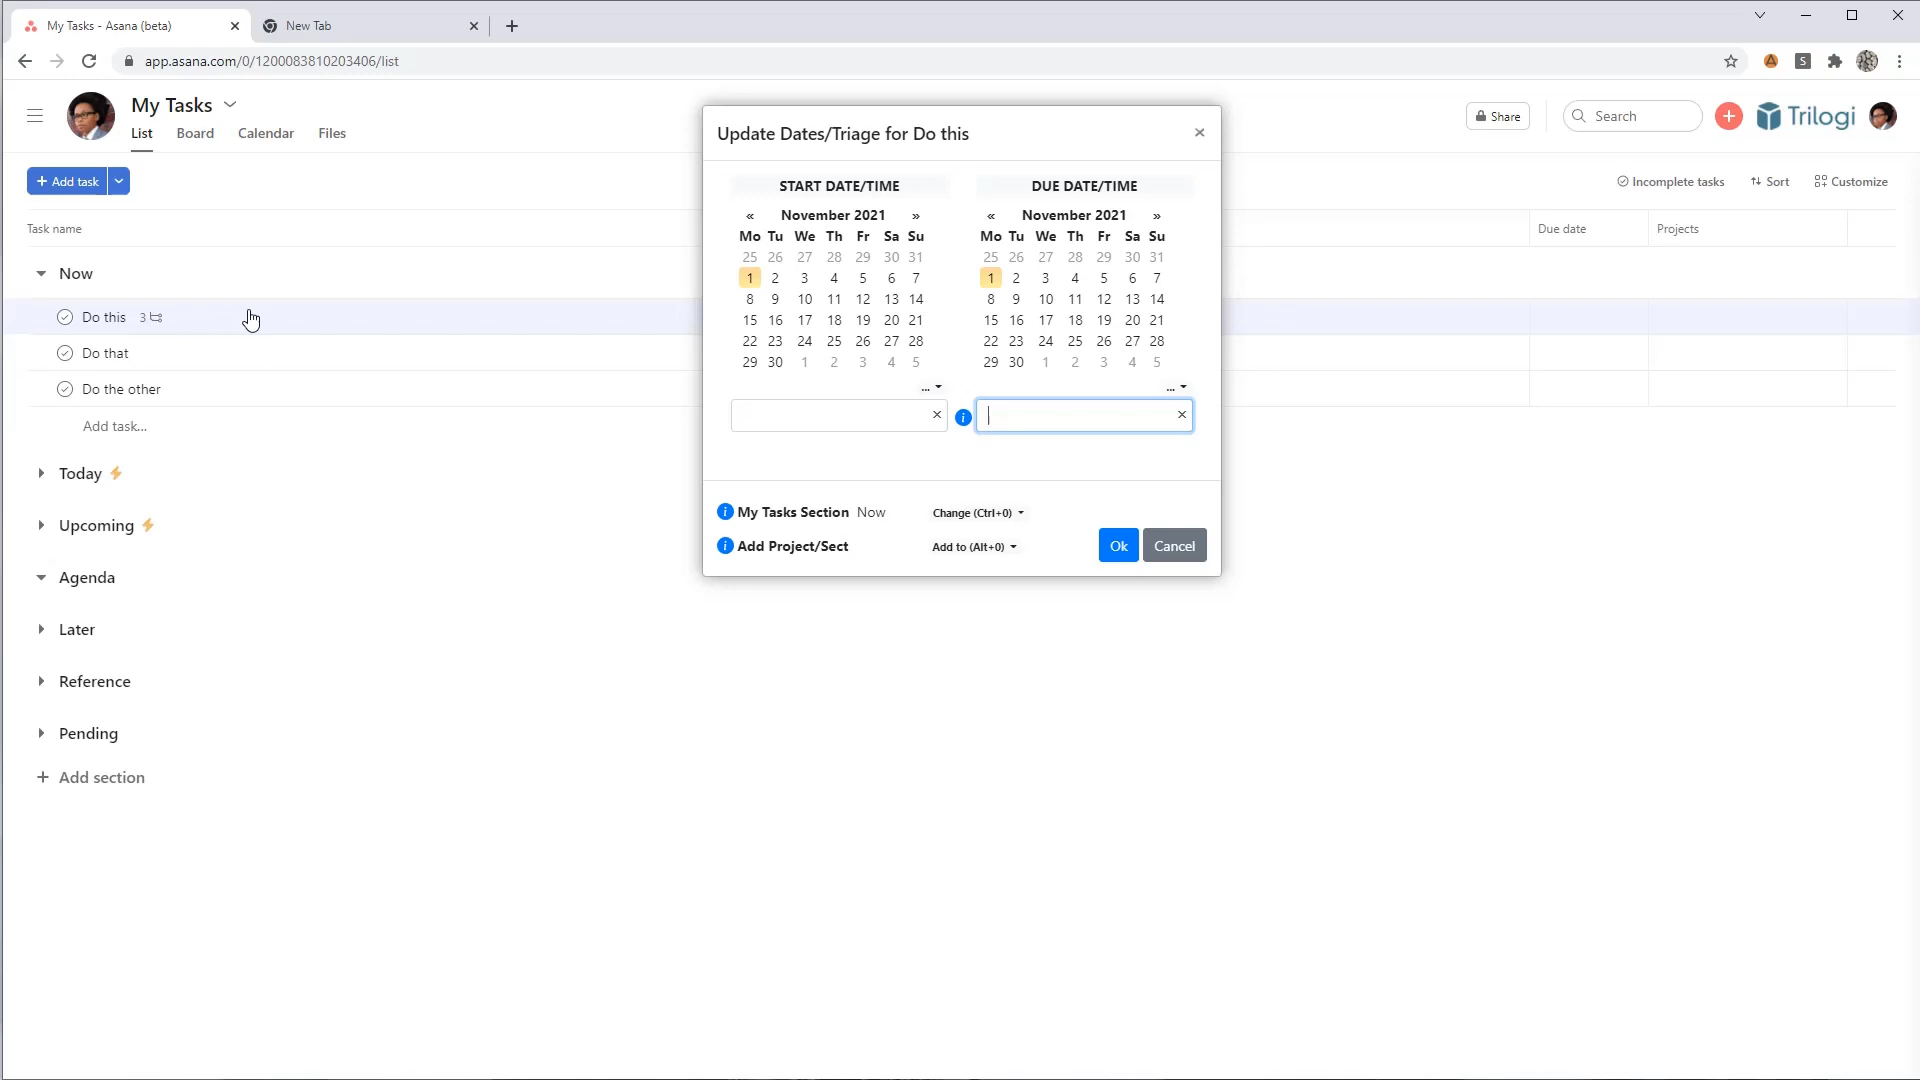 My Tasks - Asana (beta)
New Tab
app.asana.com/0/1200083810203406/list
S
My Tasks
List Board Calendar Files
Share
Search
Trilogi
+ Add task
Incomplete tasks
Sort
Customize
Task name
Due date
Projects
Now
Do this 3
Do that
Do the other
Add task...
Today
Upcoming
Agenda
Later
Reference
Pending
+ Add section
Update Dates/Triage for Do this ×
START DATE/TIME
« November 2021 »
Mo Tu We Th Fr Sa Su
25 26 27 28 29 30 31
1 2 3 4 5 6 7
8 9 10 11 12 13 14
15 16 17 18 19 20 21
22 23 24 25 26 27 28
29 30 1 2 3 4 5
...
DUE DATE/TIME
« November 2021 »
Mo Tu We Th Fr Sa Su
25 26 27 28 29 30 31
1 2 3 4 5 6 7
8 9 10 11 12 13 14
15 16 17 18 19 20 21
22 23 24 25 26 27 28
29 30 1 2 3 4 5
...
i
i My Tasks Section Now Change (Ctrl+0)
i Add Project/Sect Add to (Alt+0)
Ok Cancel